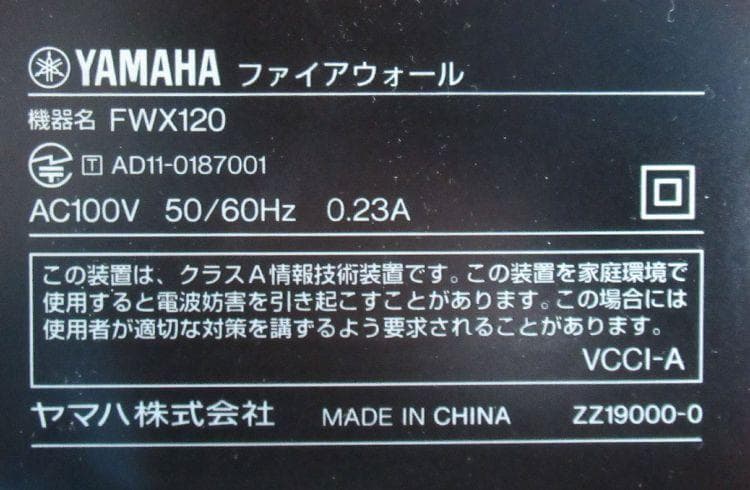 YAMAHA ファイアウォール
機器名 FWX120
T AD11-0187001
AC100V 50/60Hz 0.23A
この装置は、クラスA情報技術装置です。この装置を家庭環境で
使用すると電波妨害を引き起こすことがあります。この場合には
使用者が適切な対策を講ずるよう要求されることがあります。
VCCI-A
ヤマハ株式会社 MADE IN CHINA ZZ19000-0